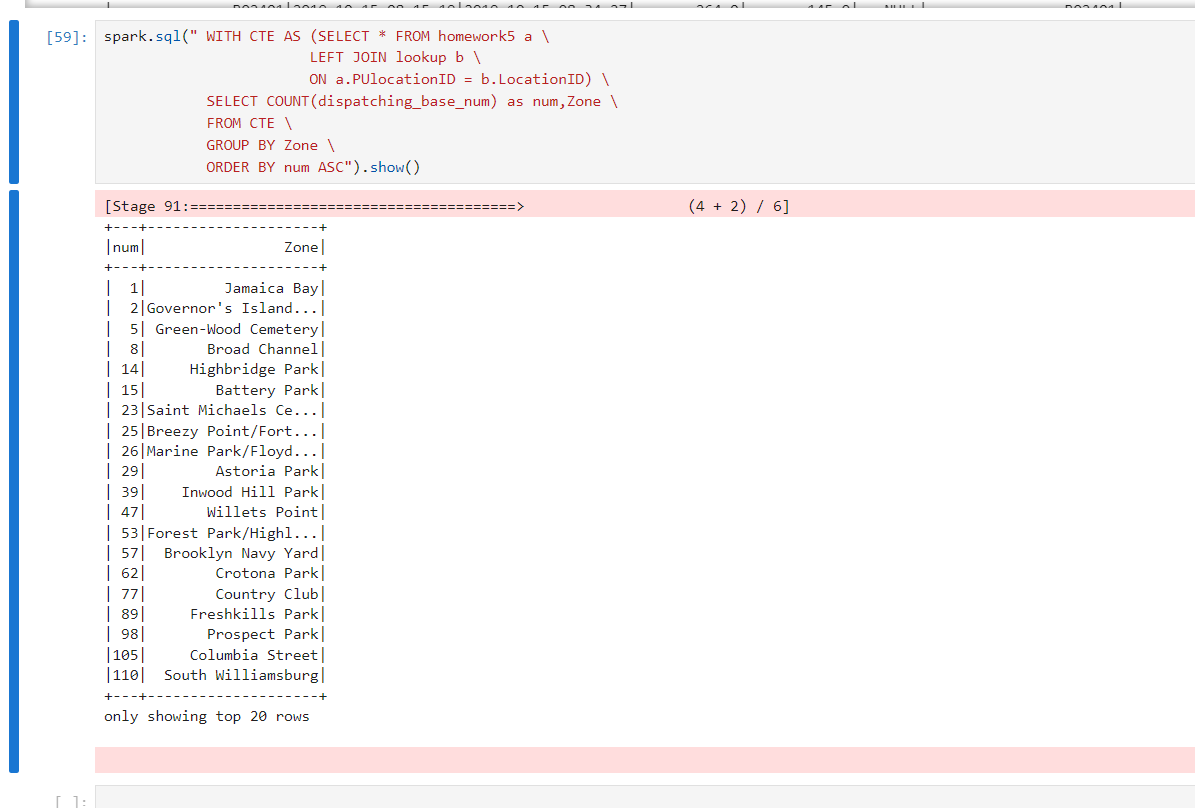 [59]:
spark.sql(" WITH CTE AS (SELECT * FROM homework5 a \
LEFT JOIN lookup b \
ON a.PUlocationID = b.LocationID) \
SELECT COUNT(dispatching_base_num) as num,Zone \
FROM CTE \
GROUP BY Zone \
ORDER BY num ASC").show()
[Stage 91:======================================> (4 + 2) / 6]
+---+--------------------+
|num| Zone|
+---+--------------------+
| 1| Jamaica Bay|
| 2|Governor's Island...|
| 5| Green-Wood Cemetery|
| 8| Broad Channel|
| 14| Highbridge Park|
| 15| Battery Park|
| 23|Saint Michaels Ce...|
| 25|Breezy Point/Fort...|
| 26|Marine Park/Floyd...|
| 29| Astoria Park|
| 39| Inwood Hill Park|
| 47| Willets Point|
| 53|Forest Park/Highl...|
| 57| Brooklyn Navy Yard|
| 62| Crotona Park|
| 77| Country Club|
| 89| Freshkills Park|
| 98| Prospect Park|
|105| Columbia Street|
|110| South Williamsburg|
+---+--------------------+
only showing top 20 rows
[ ]: